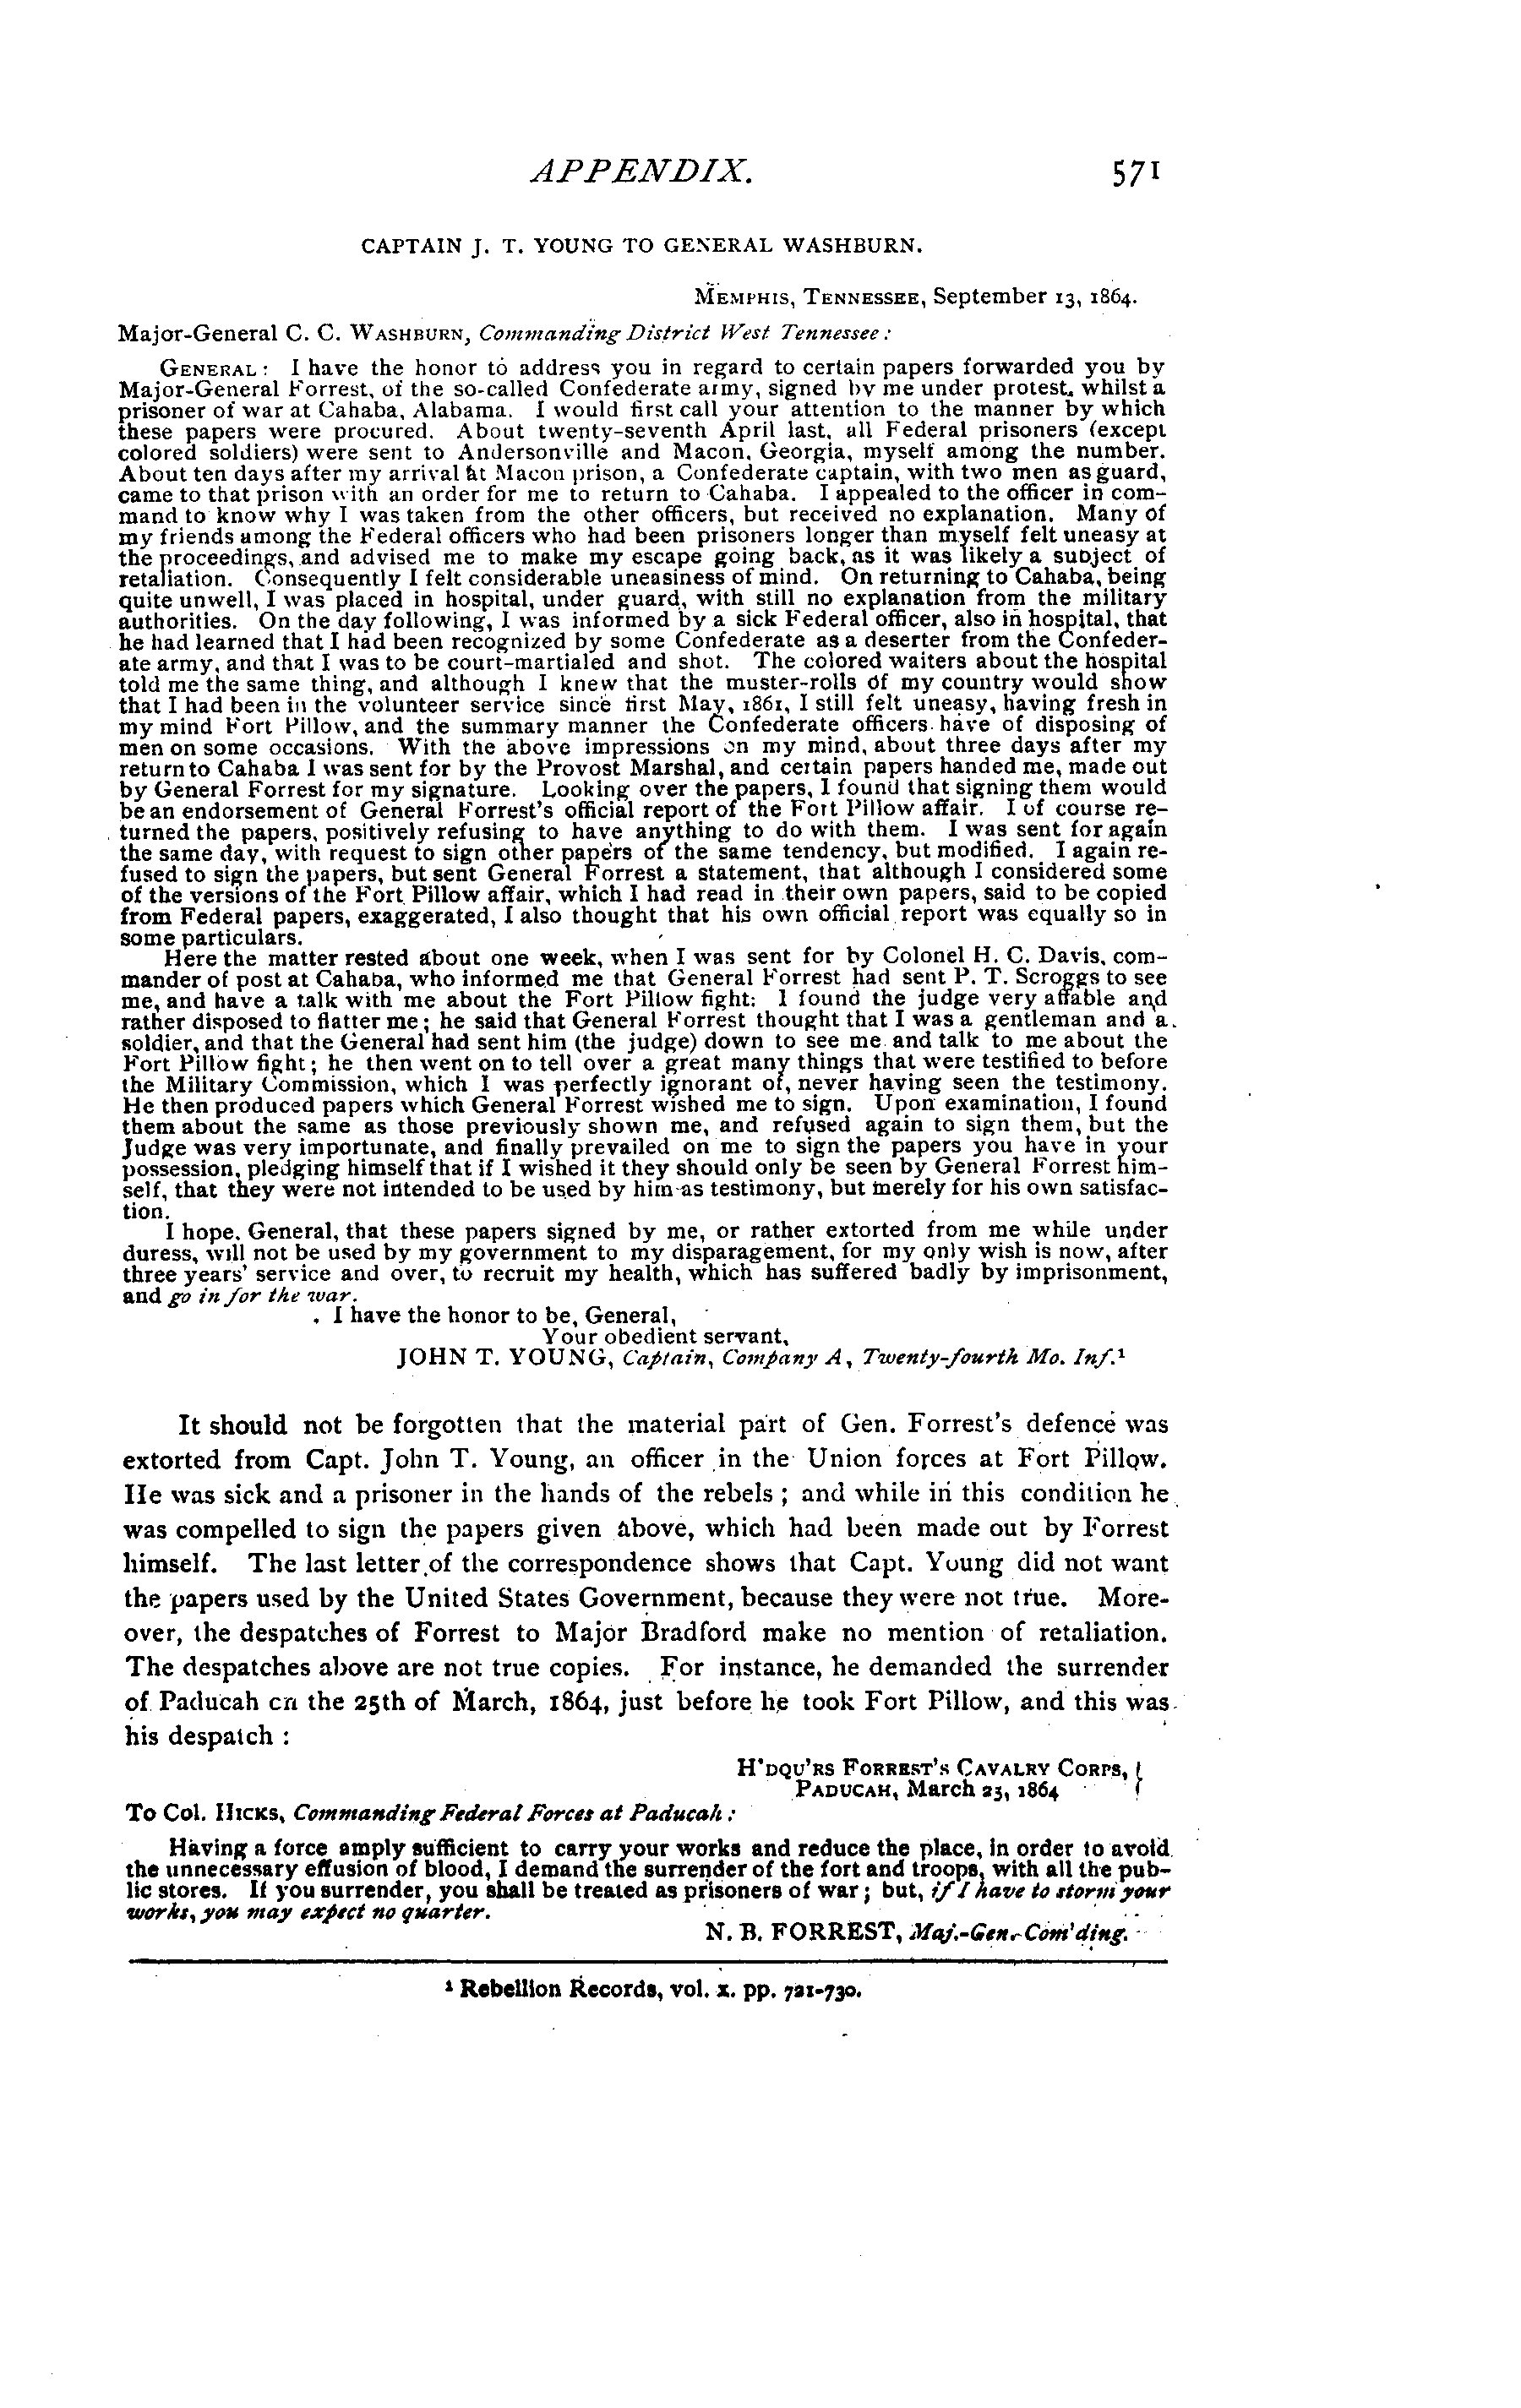 APPENDIX. 571
CAPTAIN J. T. YOUNG TO GENERAL WASHBURN.
MEMPHIS, TENNESSEE, September 13, 1864.
Major-General C. C. WASHBURN, Commanding District West Tennessee:
GENERAL: I have the honor to address you in regard to certain papers forwarded you by
Major-General Forrest, of the so-called Confederate army, signed by me under protest, whilst a
prisoner of war at Cahaba, Alabama. I would first call your attention to the manner by which
these papers were procured. About twenty-seventh April last, all Federal prisoners (except
colored soldiers) were sent to Andersonville and Macon, Georgia, myself among the number.
About ten days after my arrival at Macon prison, a Confederate captain, with two men as guard,
came to that prison with an order for me to return to Cahaba. I appealed to the officer in com-
mand to know why I was taken from the other officers, but received no explanation. Many of
my friends among the Federal officers who had been prisoners longer than myself felt uneasy at
the proceedings, and advised me to make my escape going back, as it was likely a subject of
retaliation. Consequently I felt considerable uneasiness of mind. On returning to Cahaba, being
quite unwell, I was placed in hospital, under guard, with still no explanation from the military
authorities. On the day following, I was informed by a sick Federal officer, also in hospital, that
he had learned that I had been recognized by some Confederate as a deserter from the Confeder-
ate army, and that I was to be court-martialed and shot. The colored waiters about the hospital
told me the same thing, and although I knew that the muster-rolls of my country would show
that I had been in the volunteer service since first May, 1861, I still felt uneasy, having fresh in
my mind Fort Pillow, and the summary manner the Confederate officers have of disposing of
men on some occasions. With the above impressions on my mind, about three days after my
return to Cahaba I was sent for by the Provost Marshal, and certain papers handed me, made out
by General Forrest for my signature. Looking over the papers, I found that signing them would
be an endorsement of General Forrest's official report of the Fort Pillow affair. I of course re-
turned the papers, positively refusing to have anything to do with them. I was sent for again
the same day, with request to sign other papers of the same tendency, but modified. I again re-
fused to sign the papers, but sent General Forrest a statement, that although I considered some
of the versions of the Fort Pillow affair, which I had read in their own papers, said to be copied
from Federal papers, exaggerated, I also thought that his own official report was equally so in
some particulars.
Here the matter rested about one week, when I was sent for by Colonel H. C. Davis, com-
mander of post at Cahaba, who informed me that General Forrest had sent P. T. Scroggs to see
me, and have a talk with me about the Fort Pillow fight: I found the judge very affable and
rather disposed to flatter me; he said that General Forrest thought that I was a gentleman and a
soldier, and that the General had sent him (the judge) down to see me and talk to me about the
Fort Pillow fight; he then went on to tell over a great many things that were testified to before
the Military Commission, which I was perfectly ignorant of, never having seen the testimony.
He then produced papers which General Forrest wished me to sign. Upon examination, I found
them about the same as those previously shown me, and refused again to sign them, but the
Judge was very importunate, and finally prevailed on me to sign the papers you have in your
possession, pledging himself that if I wished it they should only be seen by General Forrest him-
self, that they were not intended to be used by him as testimony, but merely for his own satisfac-
tion.
I hope, General, that these papers signed by me, or rather extorted from me while under
duress, will not be used by my government to my disparagement, for my only wish is now, after
three years' service and over, to recruit my health, which has suffered badly by imprisonment,
and go in for the war.
I have the honor to be, General,
Your obedient servant,
JOHN T. YOUNG, Captain, Company A, Twenty-fourth Mo. Inf.¹
It should not be forgotten that the material part of Gen. Forrest's defence was
extorted from Capt. John T. Young, an officer in the Union forces at Fort Pillow.
He was sick and a prisoner in the hands of the rebels; and while in this condition he
was compelled to sign the papers given above, which had been made out by Forrest
himself. The last letter of the correspondence shows that Capt. Young did not want
the papers used by the United States Government, because they were not true. More-
over, the despatches of Forrest to Major Bradford make no mention of retaliation.
The despatches above are not true copies. For instance, he demanded the surrender
of Paducah on the 25th of March, 1864, just before he took Fort Pillow, and this was
his despatch:
H'DQU'RS FORREST'S CAVALRY CORPS,
PADUCAH, March 25, 1864
To Col. HICKS, Commanding Federal Forces at Paducah:
Having a force amply sufficient to carry your works and reduce the place, in order to avoid
the unnecessary effusion of blood, I demand the surrender of the fort and troops, with all the pub-
lic stores. If you surrender, you shall be treated as prisoners of war; but, if I have to storm your
works, you may expect no quarter.
N. B. FORREST, Maj.-Gen. Com'ding.
¹ Rebellion Records, vol. x. pp. 721-730.